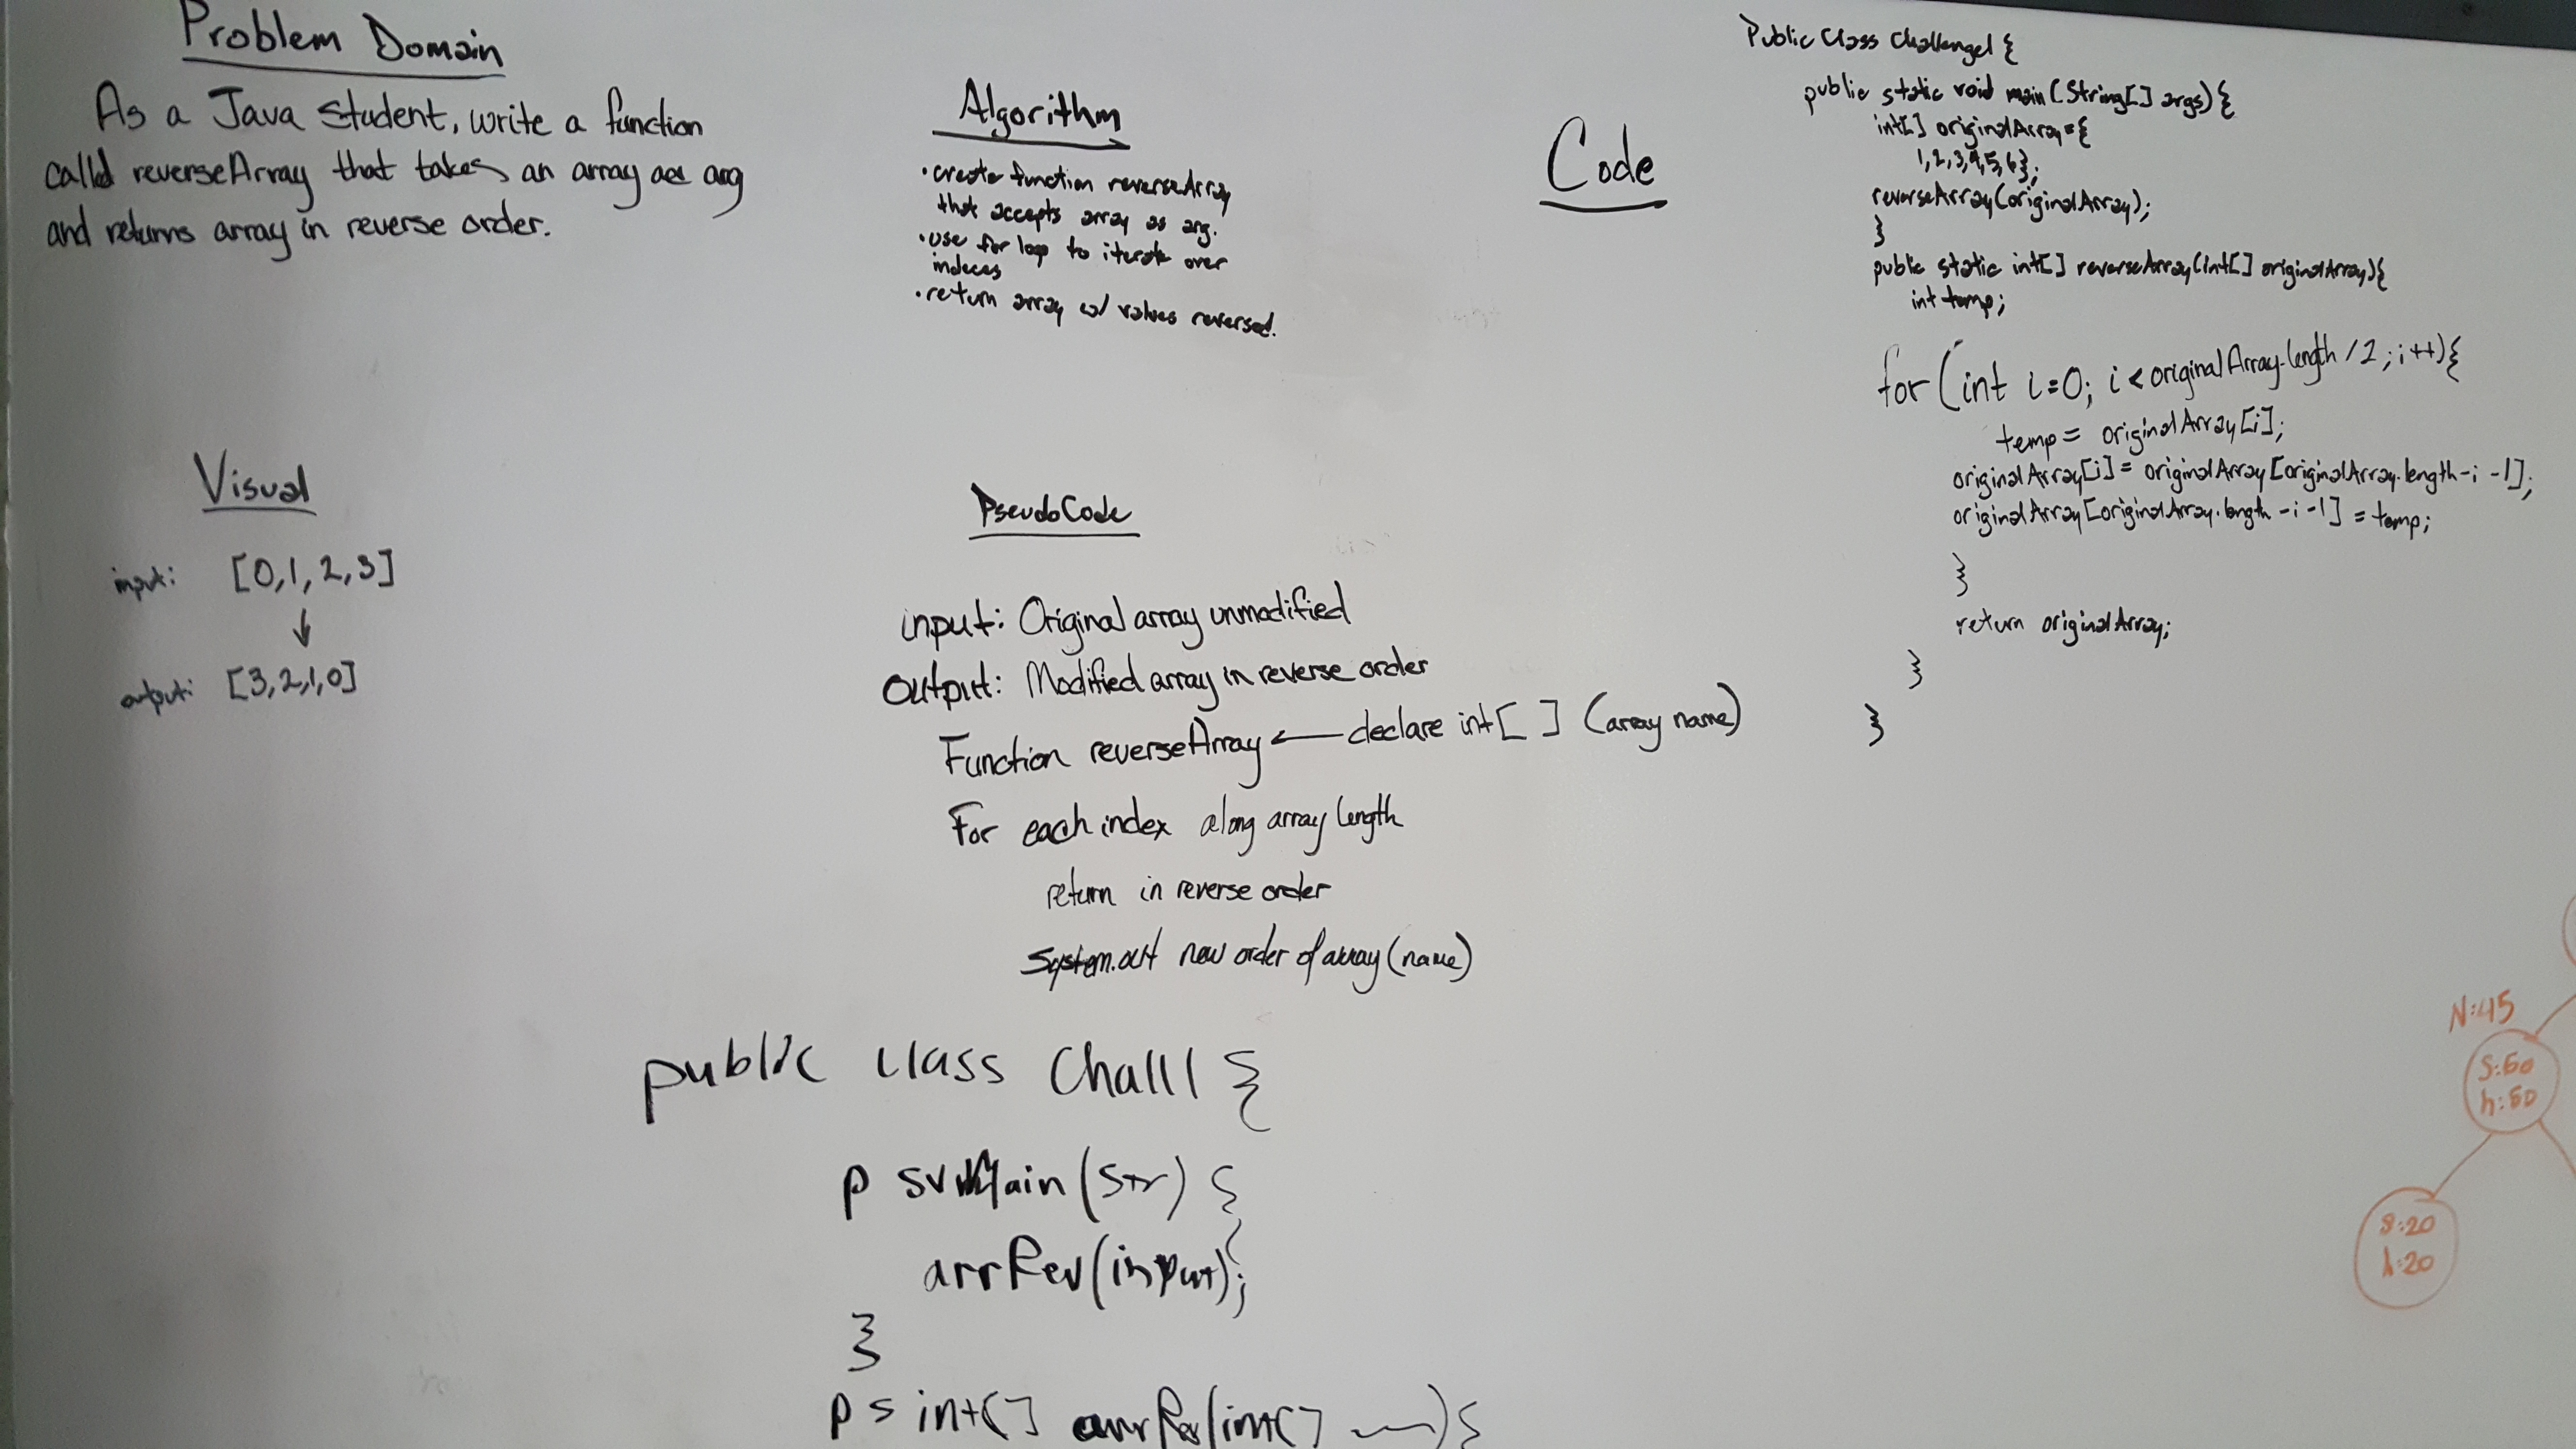 Problem Domain
As a Java Student, write a function
called reverseArray that takes an array as arg
and returns array in reverse order.
Visual
input: [0,1,2,3]
output: [3,2,1,0]
Algorithm
• create function reverseArray
that accepts array as arg.
• use for loop to iterate over
indeces
• return array w/ values reversed.
PseudoCode
input: Original array unmodified
output: Modified array in reverse order
Function reverseArray ← declare int[ ] (array name)
For each index along array length
return in reverse order
System.out new order of array (name)
public class Chall1 {
p svMain(Str) {
arrRev(input);
}
p s int[] arrRev(int[] ){
Code
Public Class Challenge1 {
public static void main(String[] args){
int[] originalArray={
1,2,3,4,5,6};
reverseArray(originalArray);
}
public static int[] reverseArray(int[] originalArray){
int temp;
for (int i=0; i < originalArray.length / 2 ; i++){
temp = originalArray[i];
originalArray[i] = originalArray[originalArray.length-i -1];
originalArray[originalArray.length -i -1] = temp;
}
return originalArray;
}
}
N:45
S:60
h:60
S:20
h:20